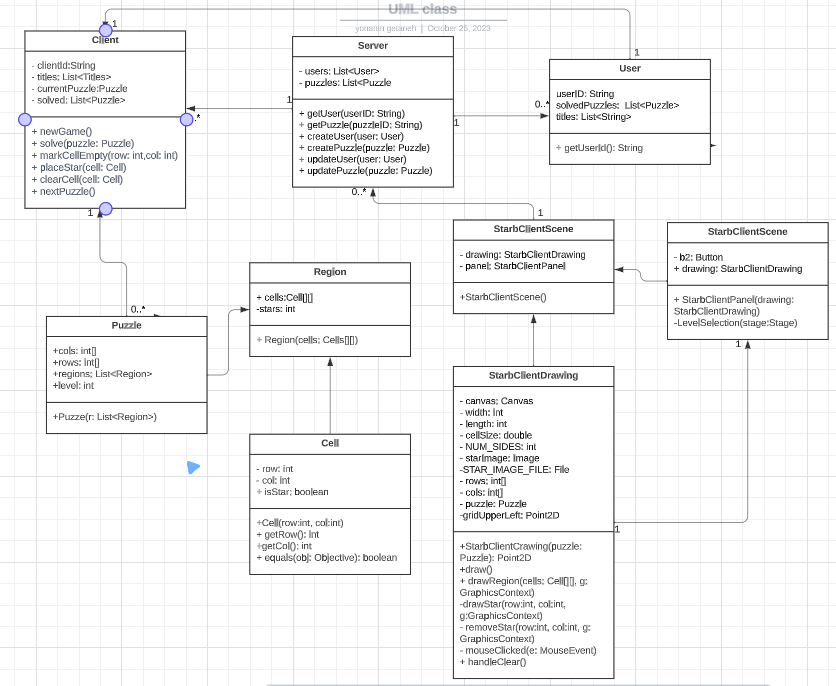 UML class
yonatan getaneh | October 25, 2023
Client
- clientId:String
- titles: List<Titles>
- currentPuzzle:Puzzle
- solved: List<Puzzle>
+ newGame()
+ solve(puzzle: Puzzle)
+ markCellEmpty(row: int,col: int)
+ placeStar(cell: Cell)
+ clearCell(cell: Cell)
+ nextPuzzle()
1
.*
1
Server
- users: List<User>
- puzzles: List<Puzzle
+ getUser(userID: String)
+ getPuzzle(puzzleID; String)
+ createUser(user: User)
+ createPuzzle(puzzle: Puzzle)
+ updateUser(user: User)
+ updatePuzzle(puzzle: Puzzle)
1
1
0..*
0..*
User
userID: String
solvedPuzzles: List<Puzzle>
titles: List<String>
+ getUserId(): String
1
StarbClientScene
- drawing: StarbClientDrawing
- panel; StarbClientPanel
+StarbClientScene()
1
StarbClientScene
- b2: Button
+ drawing: StarbClientDrawing
+ StarbClientPanel(drawing:
StarbClientDrawing)
-LevelSelection(stage:Stage)
1
Region
+ cells:Cell[][]
-stars: int
+ Region(cells; Cells[][])
0..*
Puzzle
+cols: int[]
+rows: int[]
+regions; List<Region>
+level: int
+Puzze(r: List<Region>)
Cell
- row: int
- col: int
+ isStar; boolean
+Cell(row:int, col:int)
+ getRow(): int
+getCol(): int
+ equals(obj: Objective): boolean
StarbClientDrawing
- canvas; Canvas
- width: int
- length: int
- cellSize: double
- NUM_SIDES: int
- starImage; Image
-STAR_IMAGE_FILE: File
- rows; int[]
- cols: int[]
- puzzle: Puzzle
-gridUpperLeft: Point2D
+StarbClientCrawing(puzzle:
Puzzle): Point2D
+draw()
+ drawRegion(cells; Cell[][], g:
GraphicsContext)
-drawStar(row:int, col:int,
g:GraphicsContext)
- removeStar(row:int, col:int, g:
GraphicsContext)
- mouseClicked(e: MouseEvent)
+ handleClear()
1